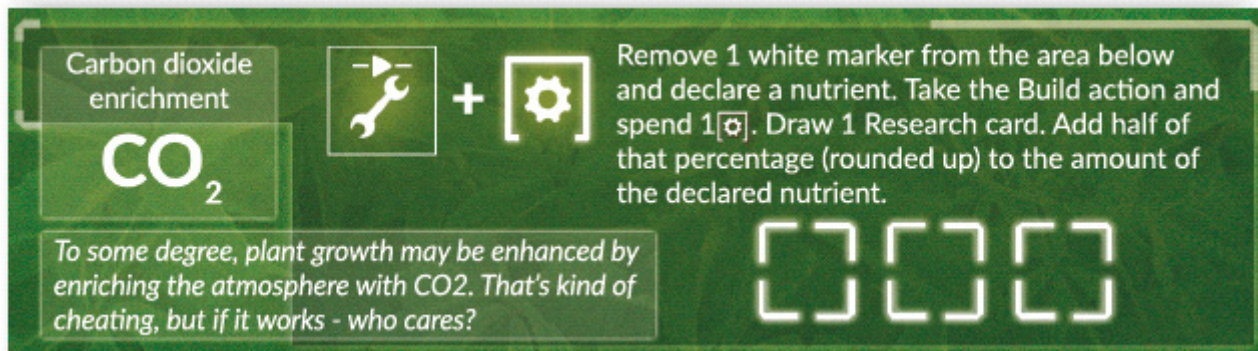 Carbon dioxide
enrichment
CO2
+
Remove 1 white marker from the area below
and declare a nutrient. Take the Build action and
spend 1. Draw 1 Research card. Add half of
that percentage (rounded up) to the amount of
the declared nutrient.
To some degree, plant growth may be enhanced by
enriching the atmosphere with CO2. That's kind of
cheating, but if it works - who cares?